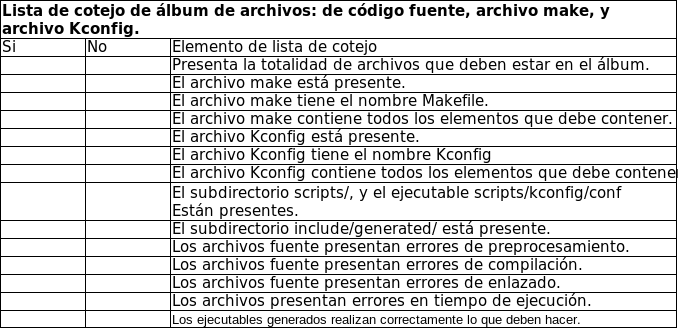 Lista de cotejo de álbum de archivos: de código fuente, archivo make, y
archivo Kconfig.
Si No Elemento de lista de cotejo
Presenta la totalidad de archivos que deben estar en el álbum.
El archivo make está presente.
El archivo make tiene el nombre Makefile.
El archivo make contiene todos los elementos que debe contener.
El archivo Kconfig está presente.
El archivo Kconfig tiene el nombre Kconfig
El archivo Kconfig contiene todos los elementos que debe contener
El subdirectorio scripts/, y el ejecutable scripts/kconfig/conf
Están presentes.
El subdirectorio include/generated/ está presente.
Los archivos fuente presentan errores de preprocesamiento.
Los archivos fuente presentan errores de compilación.
Los archivos fuente presentan errores de enlazado.
Los archivos presentan errores en tiempo de ejecución.
Los ejecutables generados realizan correctamente lo que deben hacer.